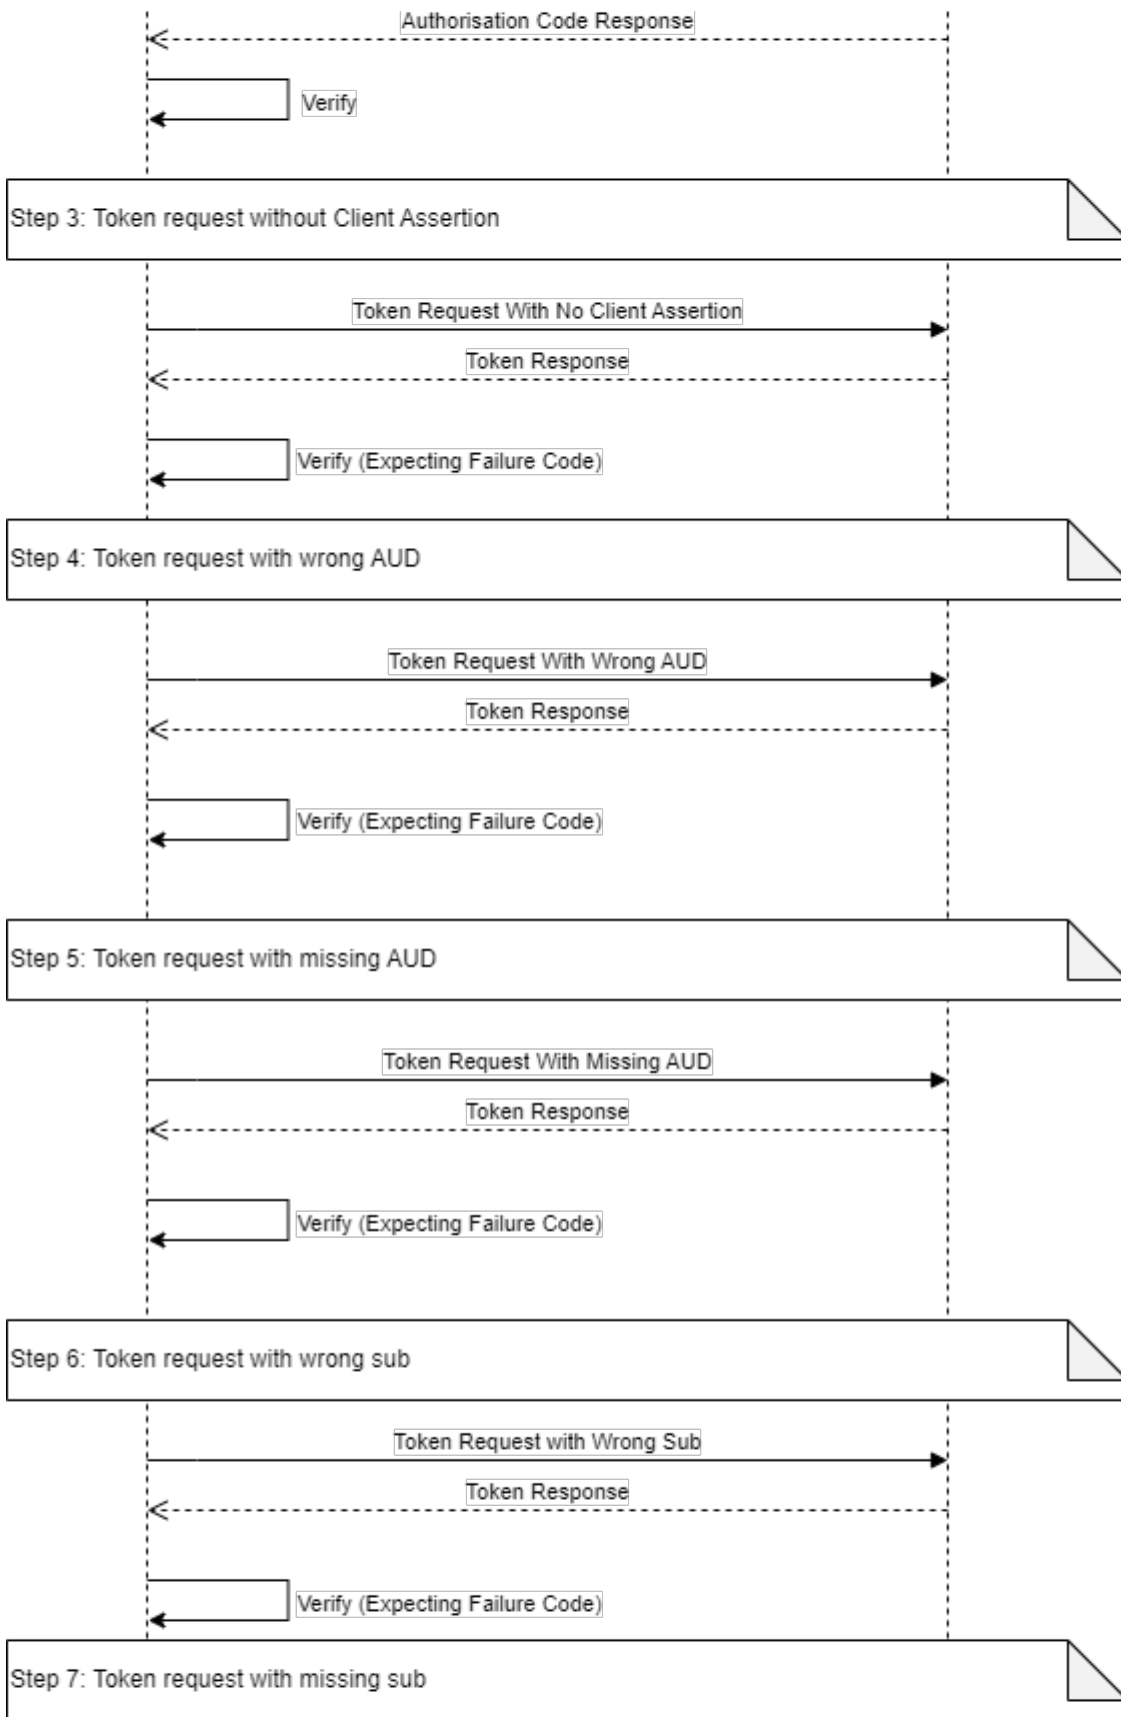 Authorisation Code Response
Verify
Step 3: Token request without Client Assertion
Token Request With No Client Assertion
Token Response
Verify (Expecting Failure Code)
Step 4: Token request with wrong AUD
Token Request With Wrong AUD
Token Response
Verify (Expecting Failure Code)
Step 5: Token request with missing AUD
Token Request With Missing AUD
Token Response
Verify (Expecting Failure Code)
Step 6: Token request with wrong sub
Token Request with Wrong Sub
Token Response
Verify (Expecting Failure Code)
Step 7: Token request with missing sub